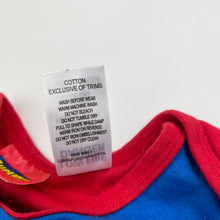 COTTON
EXCLUSIVE OF TRIMS
WASH BEFORE WEAR
WARM MACHINE WASH
DO NOT BLEACH
DO NOT TUMBLE DRY
PULL TO SHAPE WHILE DAMP
WARM IRON ON REVERSE
DO NOT IRON EMBELLISHMENT
DO NOT DRY CLEAN